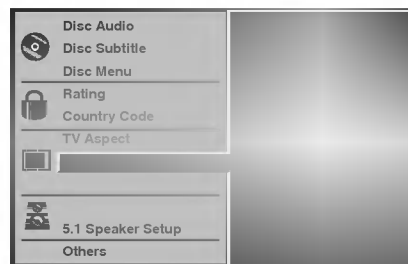 Disc Audio
Disc Subtitle
Disc Menu
Rating
Country Code
TV Aspect
5.1 Speaker Setup
Others